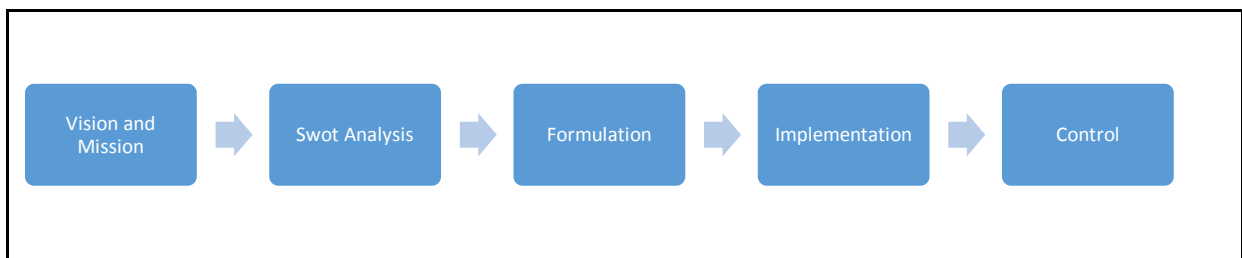 Vision and
Mission
Swot Analysis
Formulation
Implementation
Control